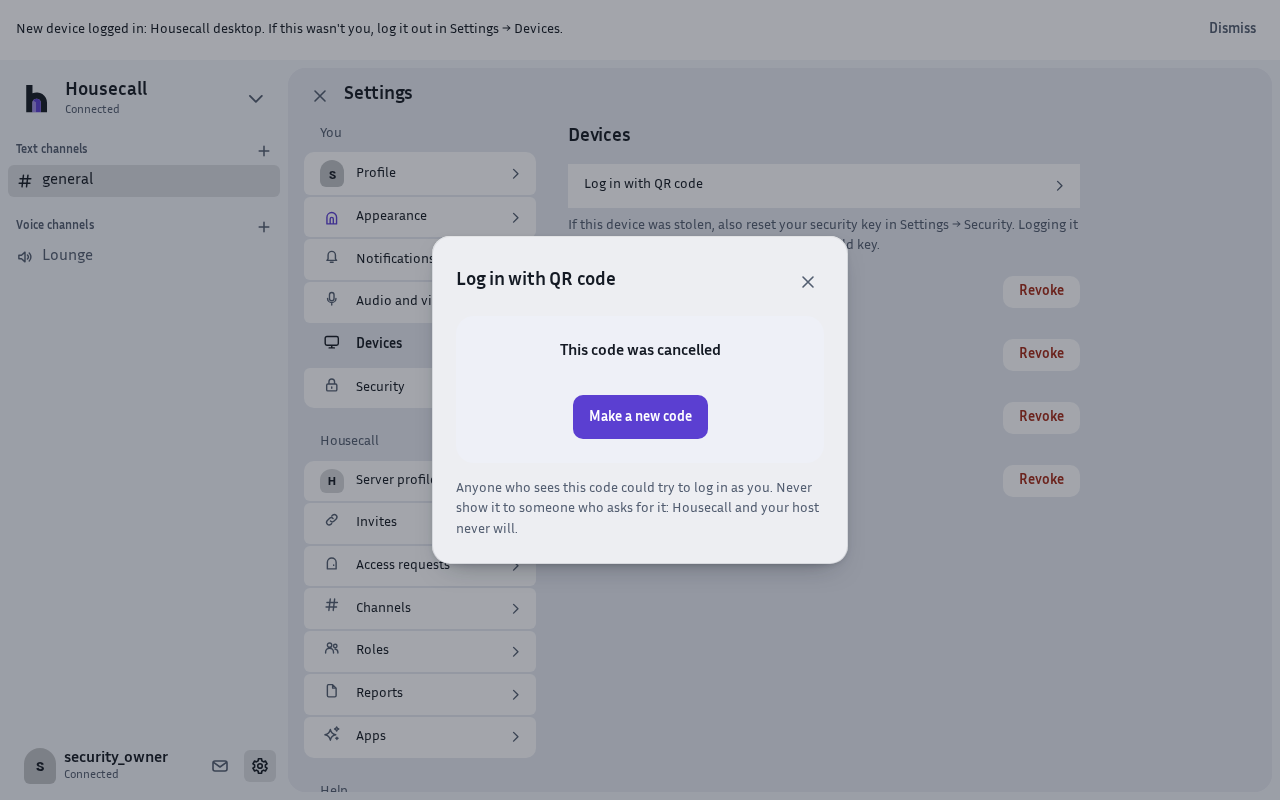 New device logged in: Housecall desktop. If this wasn't you, log it out in Settings → Devices.
Dismiss
Housecall
Connected
Text channels
general
Voice channels
Lounge
security_owner
Connected
S
Settings
You
S
Profile
Appearance
Notifications
Audio and vi
Devices
Security
Housecall
H
Server profile
Invites
Access requests
Channels
Roles
Reports
Apps
Help
Devices
Log in with QR code
If this device was stolen, also reset your security key in Settings → Security. Logging it
d key.
Revoke
Revoke
Revoke
Revoke
Log in with QR code
This code was cancelled
Make a new code
Anyone who sees this code could try to log in as you. Never
show it to someone who asks for it: Housecall and your host
never will.